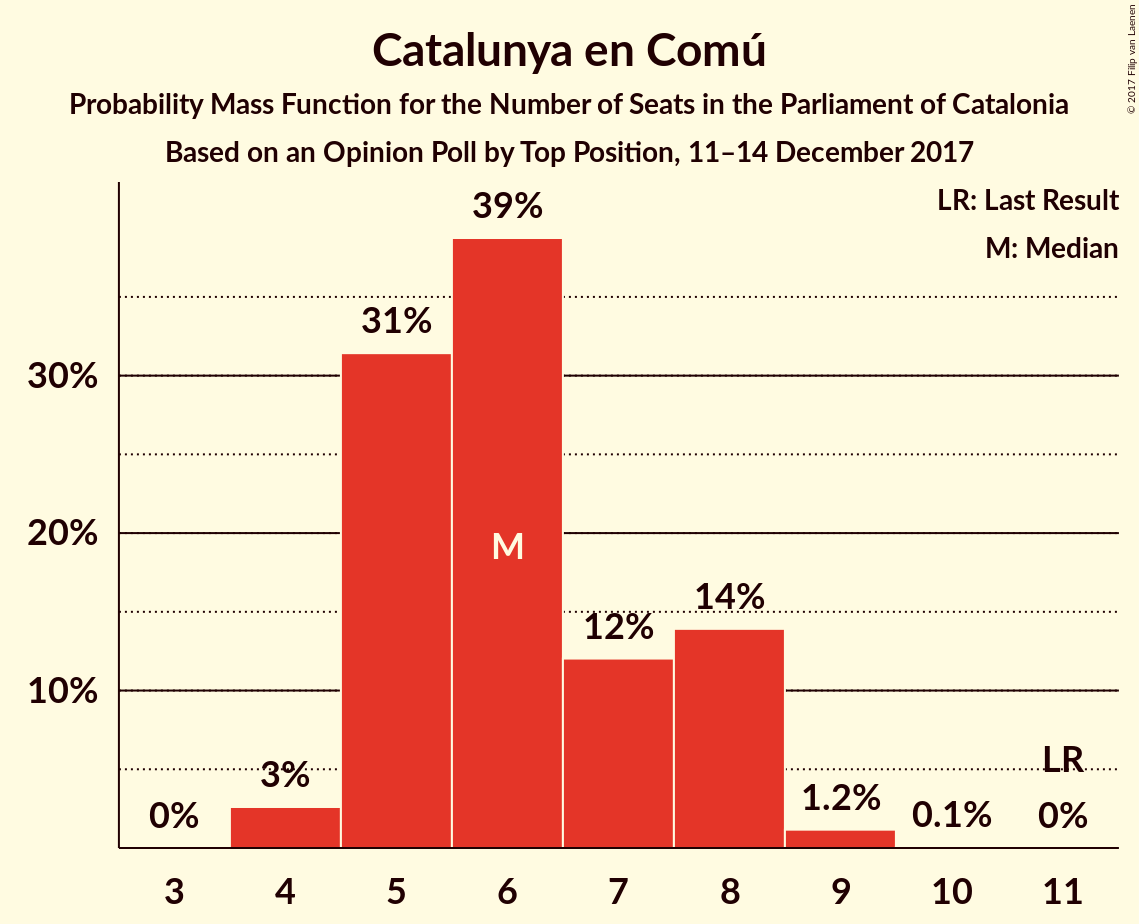 Catalunya en Comú
Probability Mass Function for the Number of Seats in the Parliament of Catalonia
Based on an Opinion Poll by Top Position, 11–14 December 2017
© 2017 Filip van Laenen
LR: Last Result
M: Median
39%
31%
30%
M
20%
14%
12%
10%
LR
3%
1.2%
0%
0.1%
0%
3 4 5 6 7 8 9 10 11